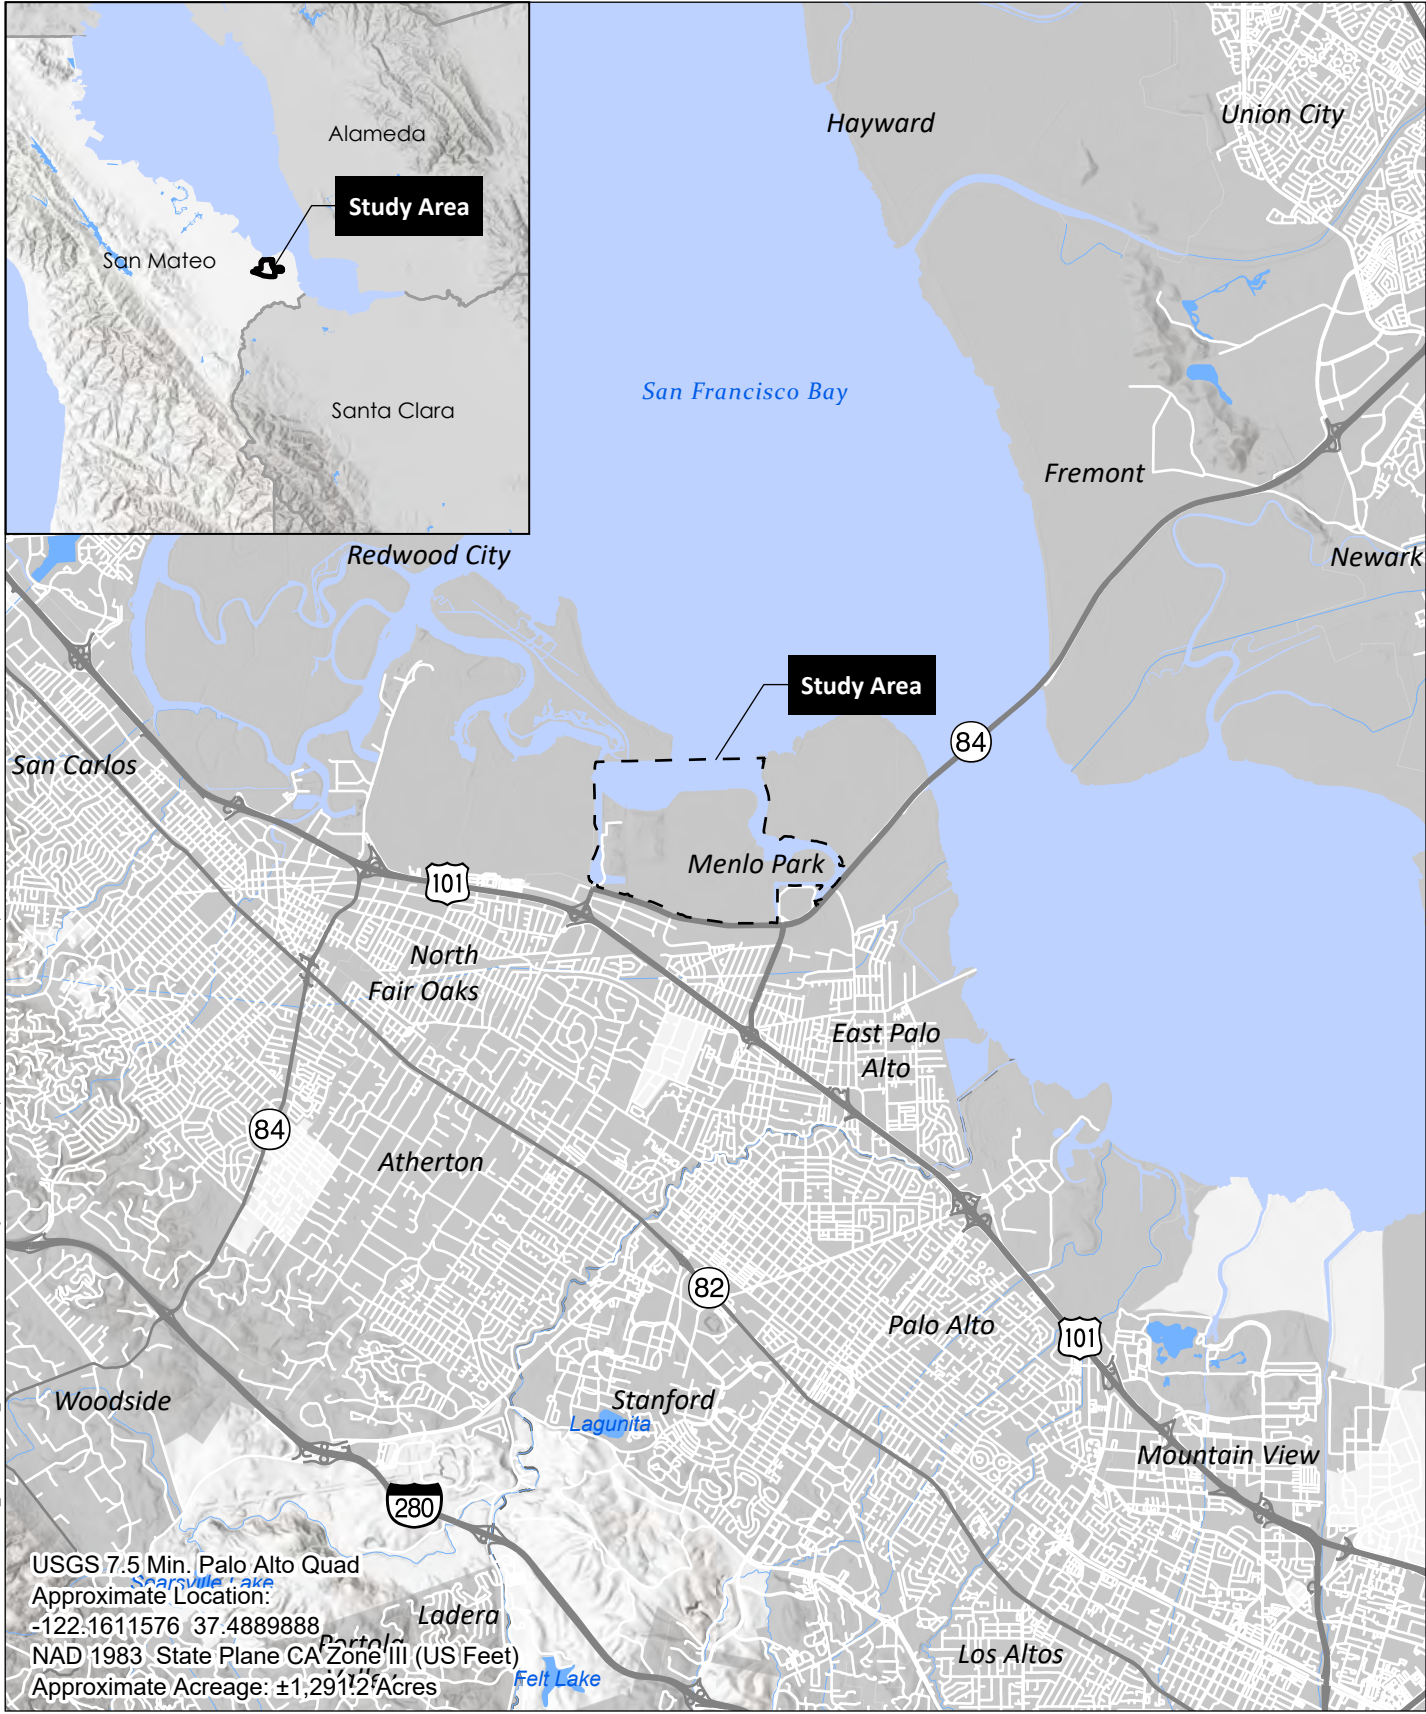 Alameda
Study Area
San Mateo
Santa Clara
Hayward
Union City
San Francisco Bay
Fremont
Newark
Redwood City
Study Area
84
San Carlos
Menlo Park
101
North
Fair Oaks
East Palo
Alto
84
Atherton
82
Palo Alto
101
Woodside
Stanford
Lagunita
Mountain View
280
Searsville Lake
Ladera
Portola
Valley
Felt Lake
Los Altos
USGS 7.5 Min. Palo Alto Quad
Approximate Location:
-122.1611576 37.4889888
NAD 1983 State Plane CA Zone III (US Feet)
Approximate Acreage: ±1,291.2 Acres